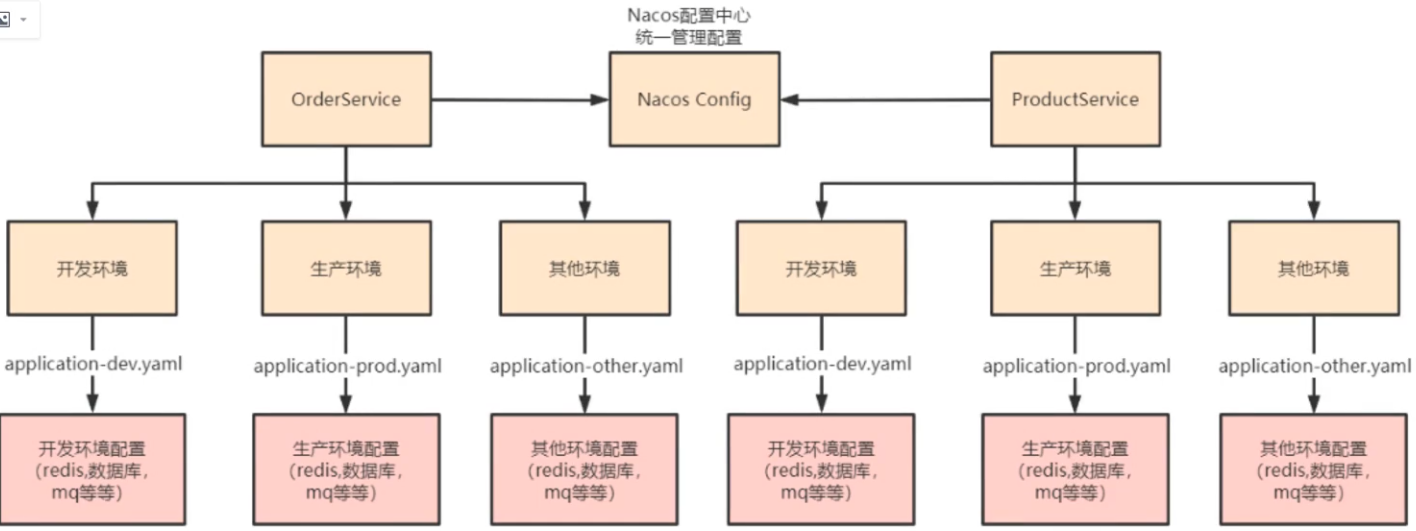 Nacos配置中心
统一管理配置
OrderService
Nacos Config
ProductService
开发环境
生产环境
其他环境
开发环境
生产环境
其他环境
application-dev.yaml
application-prod.yaml
application-other.yaml
application-dev.yaml
application-prod.yaml
application-other.yaml
开发环境配置
（redis,数据库，
mq等等）
生产环境配置
（redis,数据库，
mq等等）
其他环境配置
（redis,数据库，
mq等等）
开发环境配置
（redis,数据库，
mq等等）
生产环境配置
（redis,数据库，
mq等等）
其他环境配置
（redis,数据库，
mq等等）